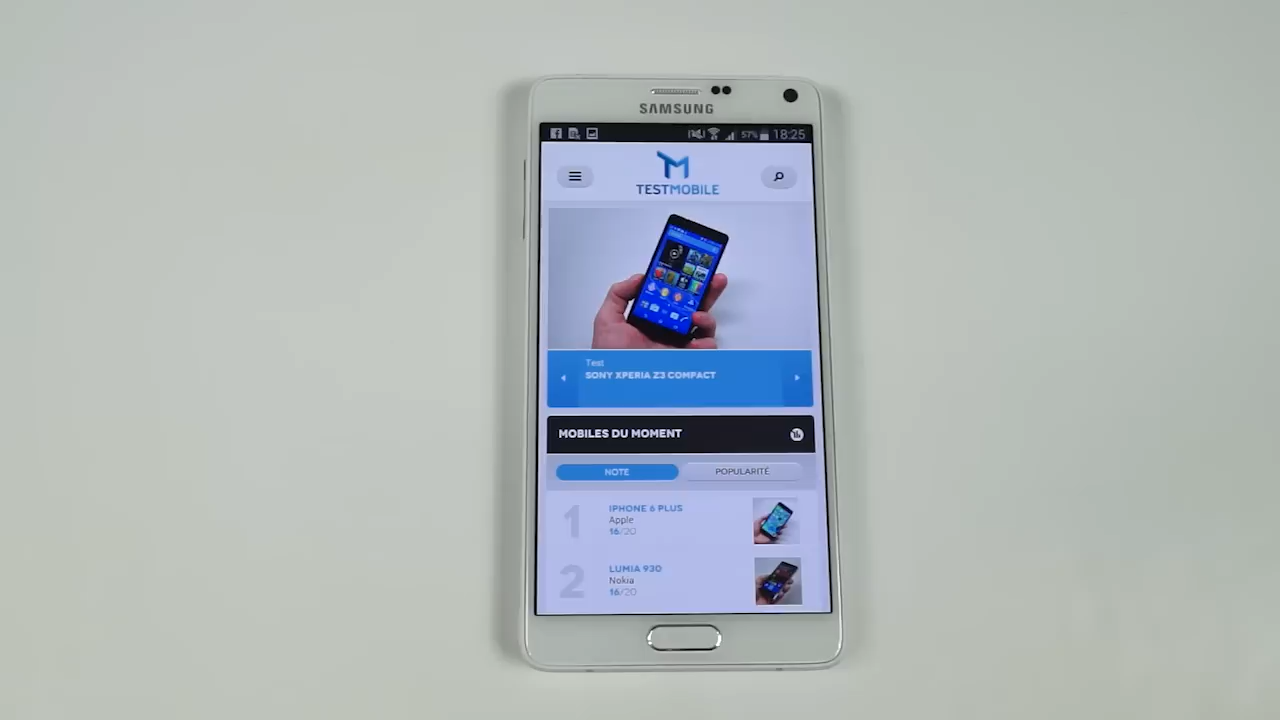 SAMSUNG
57% 18:25
TESTMOBILE
Test
SONY XPERIA Z3 COMPACT
MOBILES DU MOMENT
NOTE POPULARITÉ
1 IPHONE 6 PLUS
Apple
16/20
2 LUMIA 930
Nokia
16/20